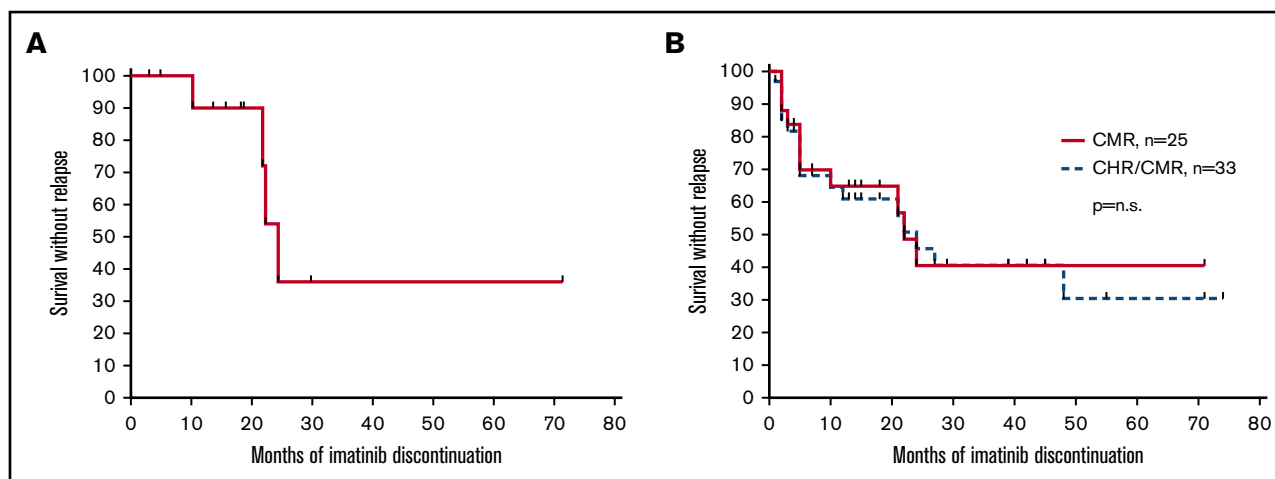 A
100
90
80
70
60
50
40
30
20
10
0
Surival without relapse
0 10 20 30 40 50 60 70 80
Months of imatinib discontinuation
B
100
90
80
70
60
50
40
30
20
10
0
Surival without relapse
CMR, n=25
CHR/CMR, n=33
p=n.s.
0 10 20 30 40 50 60 70 80
Months of imatinib discontinuation